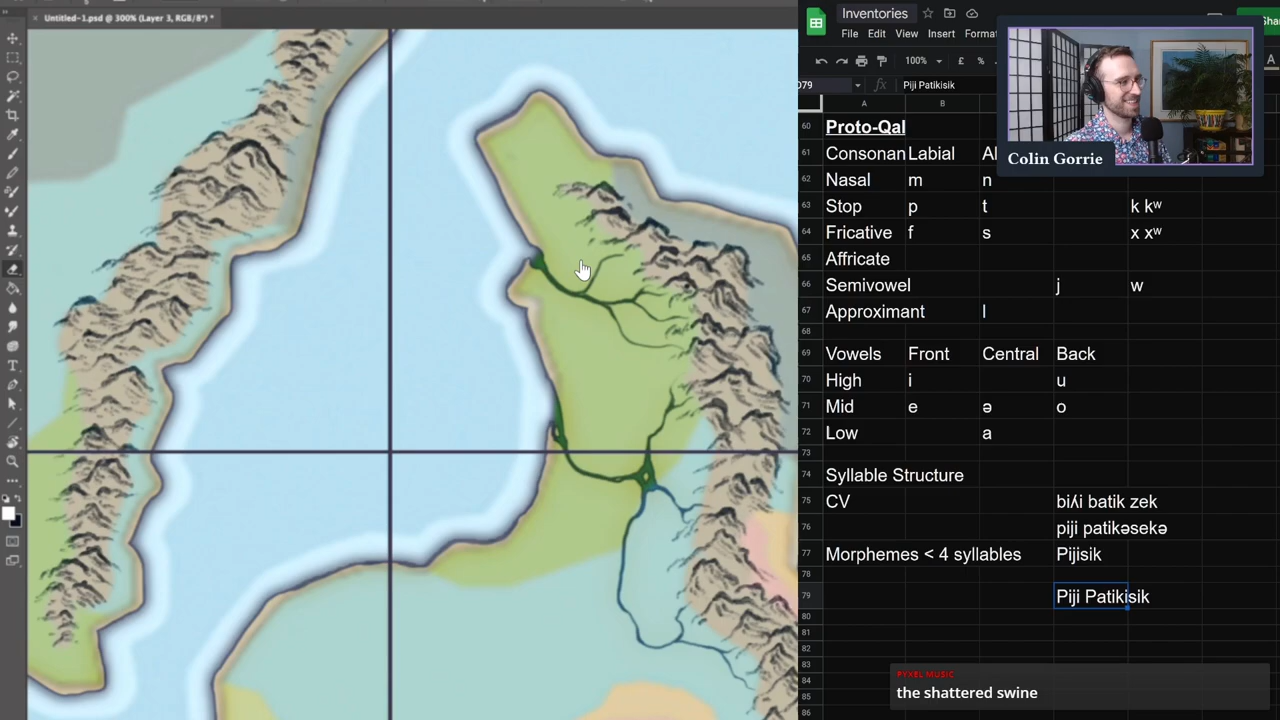 Untitled-1.psd @ 300% (Layer 3, RGB/8*) *
Inventories
File Edit View Insert
100% £ %
Piji Patikisik
A B
60 Proto-Qal
61 Labial
62 Nasal m n
63 Stop p t k kʷ
64 Fricative f s x xʷ
65 Affricate
66 Semivowel j w
67 Approximant l
68
69 Vowels Front Central Back
70 High i u
71 Mid e ə o
72 Low a
73
74 Syllable Structure
75 CV biʎi batik zek
76 piji patikəsekə
77 Morphemes < 4 syllables Pijisik
78
79 Piji Patikisik
80
81
82
83
84
85
86
Colin Gorrie
PYXEL MUSIC
the shattered swine